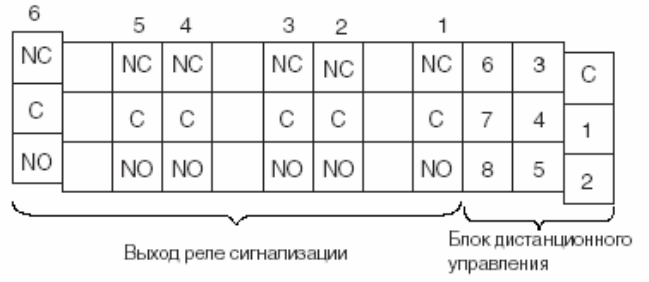 6 5 4 3 2 1
NC NC NC NC NC NC 6 3 C
C C C C C C 7 4 1
NO NO NO NO NO NO 8 5 2
Выход реле сигнализации
Блок дистанционного
управления